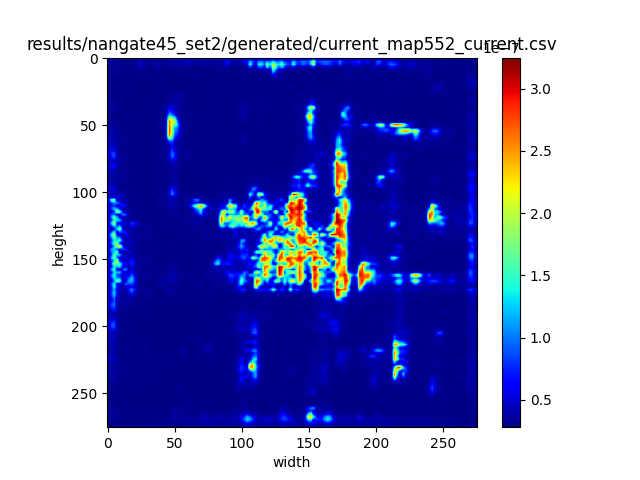 results/nangate45_set2/generated/current_map552_current.csv
1e−7
0
50
100
150
200
250
height
0 50 100 150 200 250
width
3.0
2.5
2.0
1.5
1.0
0.5